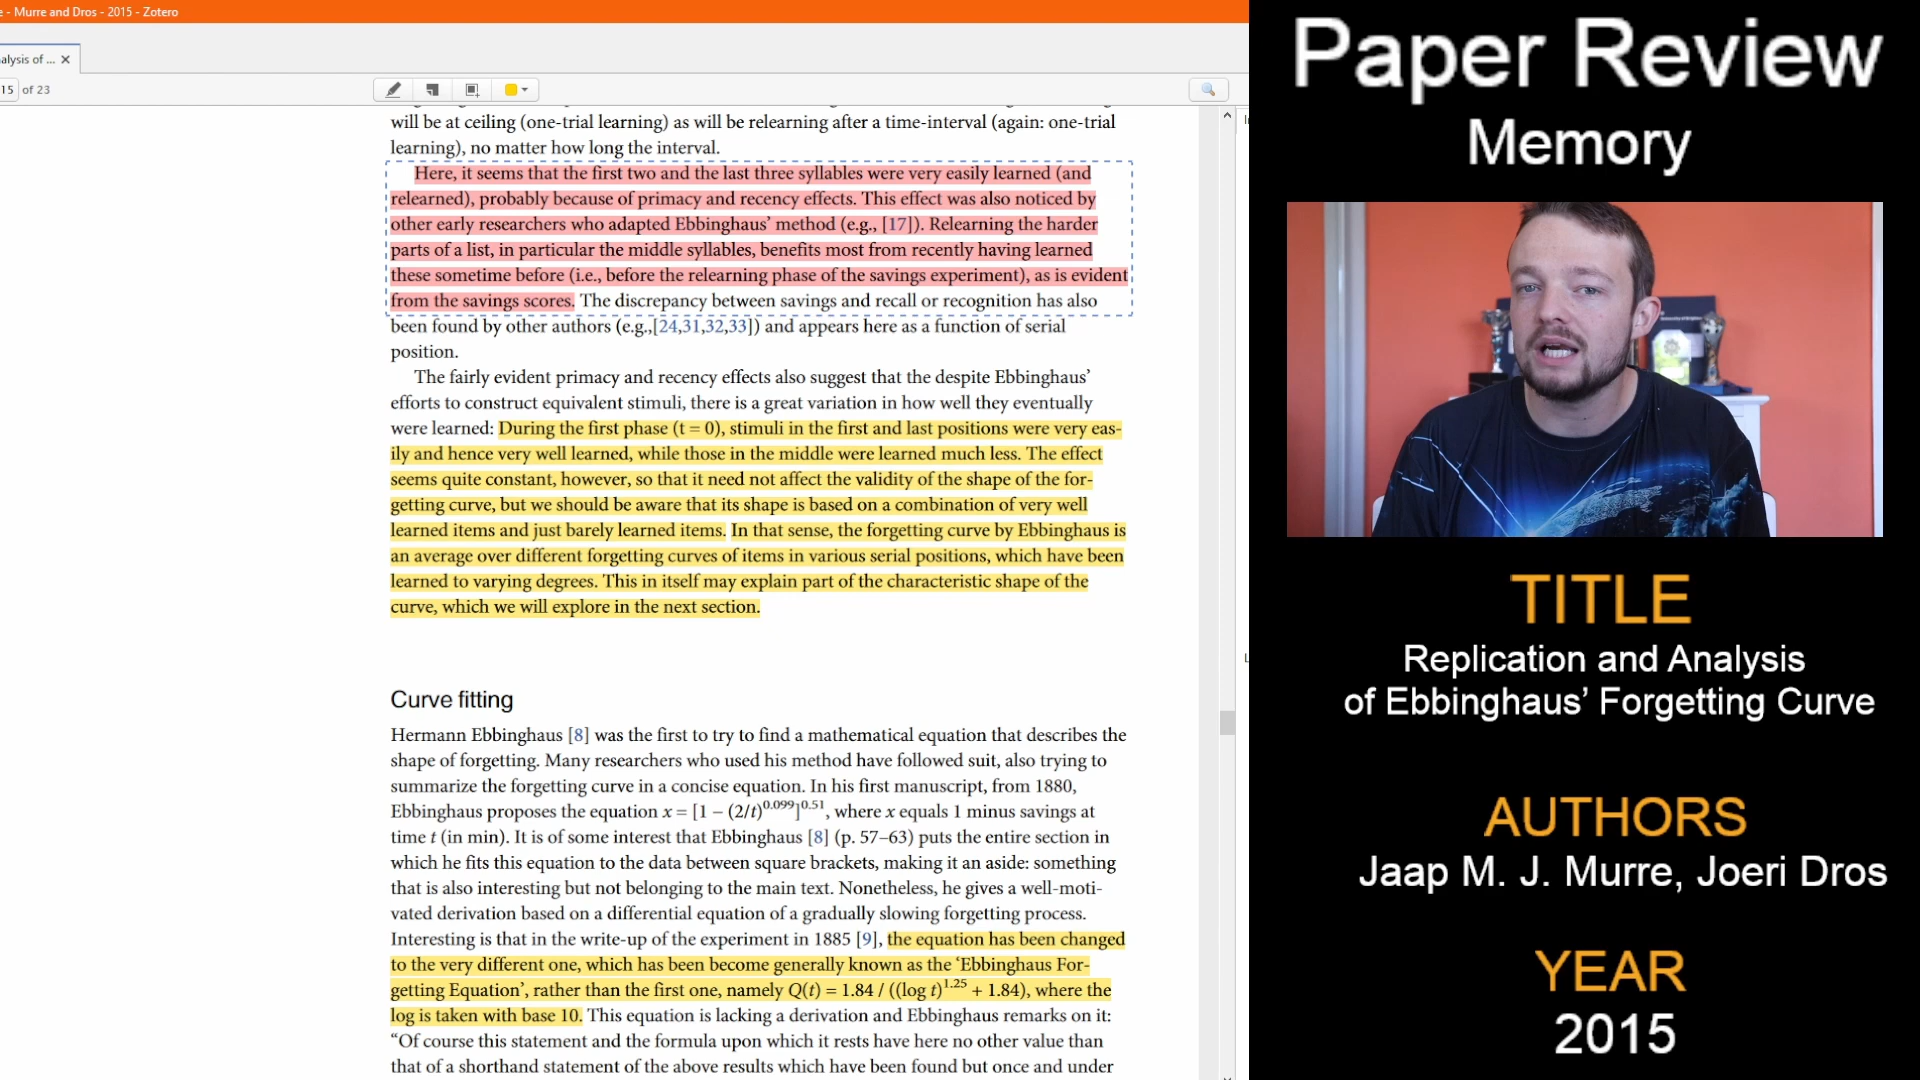 e - Murre and Dros - 2015 - Zotero
alysis of ...
15 of 23
will be at ceiling (one-trial learning) as will be relearning after a time-interval (again: one-trial
learning), no matter how long the interval.
Here, it seems that the first two and the last three syllables were very easily learned (and
relearned), probably because of primacy and recency effects. This effect was also noticed by
other early researchers who adapted Ebbinghaus’ method (e.g., [17]). Relearning the harder
parts of a list, in particular the middle syllables, benefits most from recently having learned
these sometime before (i.e., before the relearning phase of the savings experiment), as is evident
from the savings scores. The discrepancy between savings and recall or recognition has also
been found by other authors (e.g.,[24,31,32,33]) and appears here as a function of serial
position.
The fairly evident primacy and recency effects also suggest that the despite Ebbinghaus’
efforts to construct equivalent stimuli, there is a great variation in how well they eventually
were learned: During the first phase (t = 0), stimuli in the first and last positions were very eas-
ily and hence very well learned, while those in the middle were learned much less. The effect
seems quite constant, however, so that it need not affect the validity of the shape of the for-
getting curve, but we should be aware that its shape is based on a combination of very well
learned items and just barely learned items. In that sense, the forgetting curve by Ebbinghaus is
an average over different forgetting curves of items in various serial positions, which have been
learned to varying degrees. This in itself may explain part of the characteristic shape of the
curve, which we will explore in the next section.
Curve fitting
Hermann Ebbinghaus [8] was the first to try to find a mathematical equation that describes the
shape of forgetting. Many researchers who used his method have followed suit, also trying to
summarize the forgetting curve in a concise equation. In his first manuscript, from 1880,
Ebbinghaus proposes the equation x = [1 − (2/t)^0.099]^0.51, where x equals 1 minus savings at
time t (in min). It is of some interest that Ebbinghaus [8] (p. 57–63) puts the entire section in
which he fits this equation to the data between square brackets, making it an aside: something
that is also interesting but not belonging to the main text. Nonetheless, he gives a well-moti-
vated derivation based on a differential equation of a gradually slowing forgetting process.
Interesting is that in the write-up of the experiment in 1885 [9], the equation has been changed
to the very different one, which has been become generally known as the ‘Ebbinghaus For-
getting Equation’, rather than the first one, namely Q(t) = 1.84 / ((log t)^1.25 + 1.84), where the
log is taken with base 10. This equation is lacking a derivation and Ebbinghaus remarks on it:
“Of course this statement and the formula upon which it rests have here no other value than
that of a shorthand statement of the above results which have been found but once and under
Paper Review
Memory
TITLE
Replication and Analysis
of Ebbinghaus’ Forgetting Curve
AUTHORS
Jaap M. J. Murre, Joeri Dros
YEAR
2015